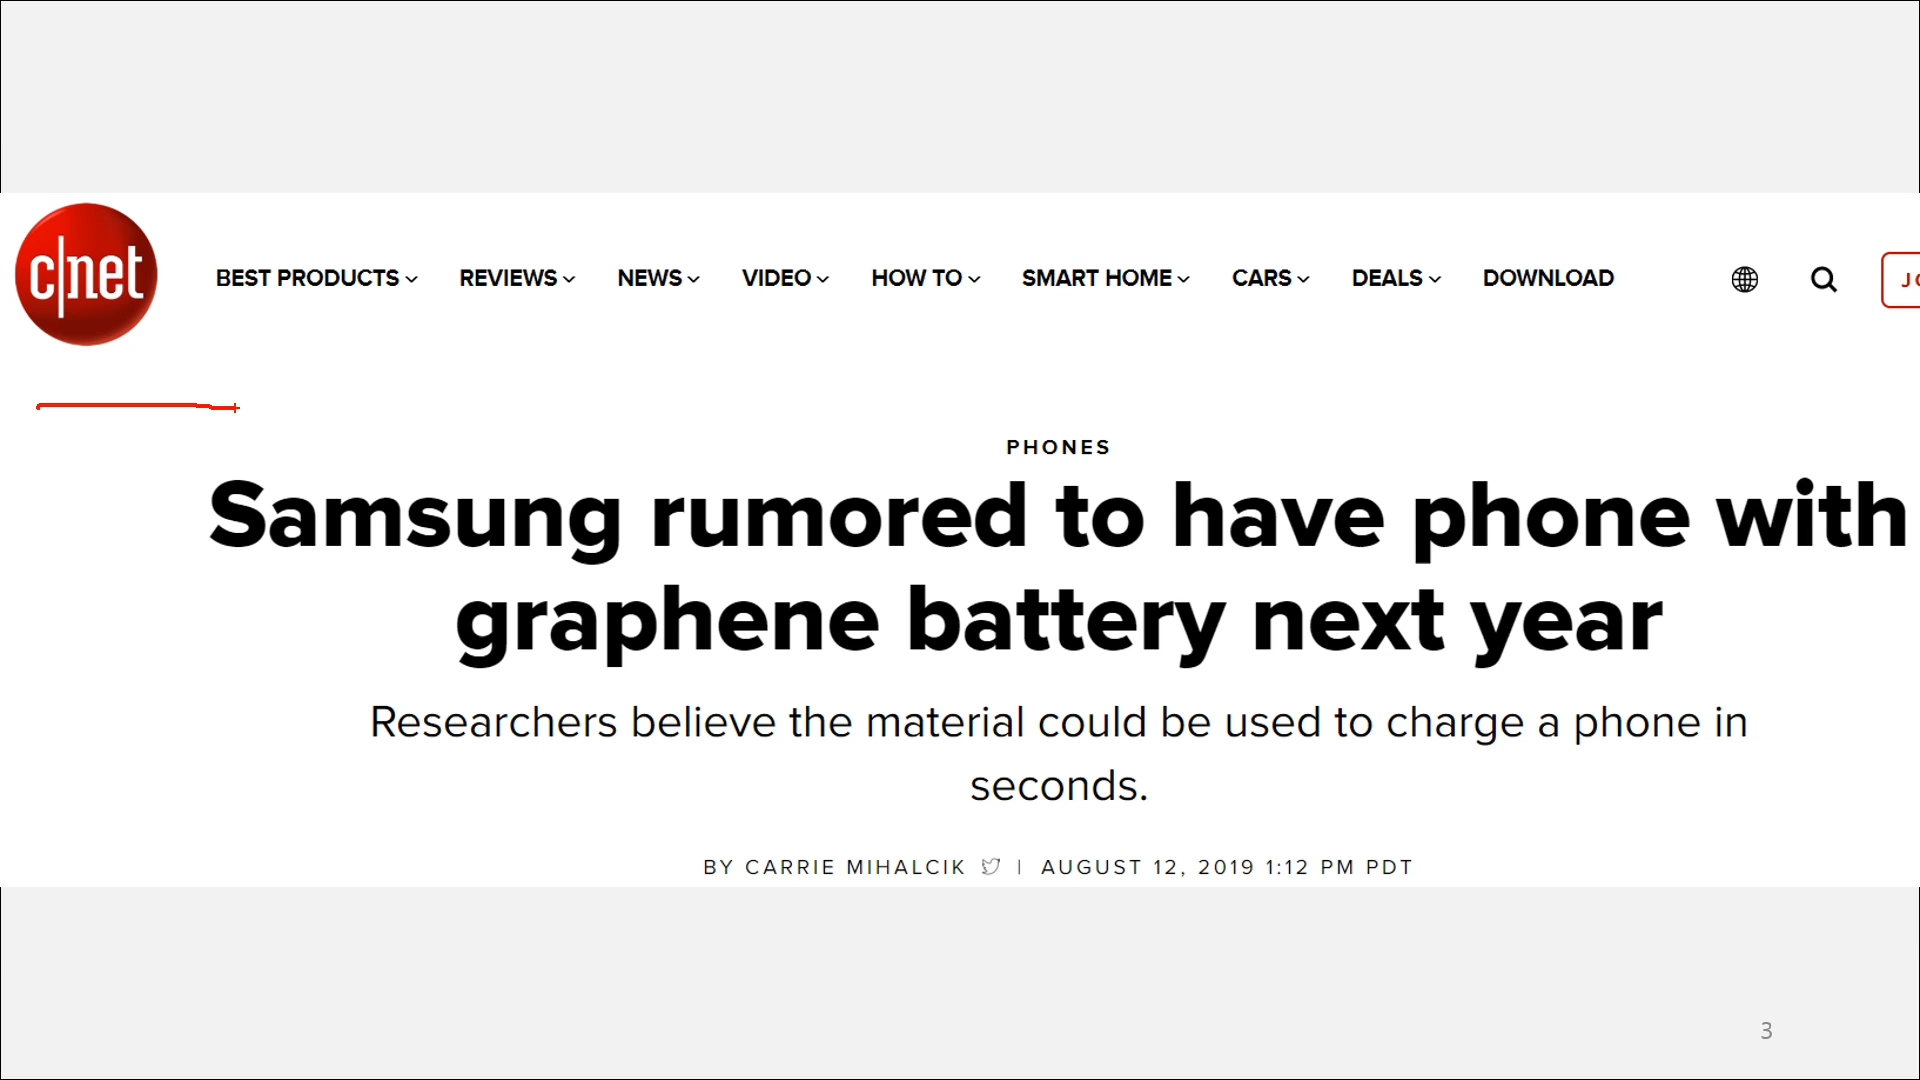 c|net
BEST PRODUCTS REVIEWS NEWS VIDEO HOW TO SMART HOME CARS DEALS DOWNLOAD
PHONES
Samsung rumored to have phone with
graphene battery next year
Researchers believe the material could be used to charge a phone in
seconds.
BY CARRIE MIHALCIK | AUGUST 12, 2019 1:12 PM PDT
3